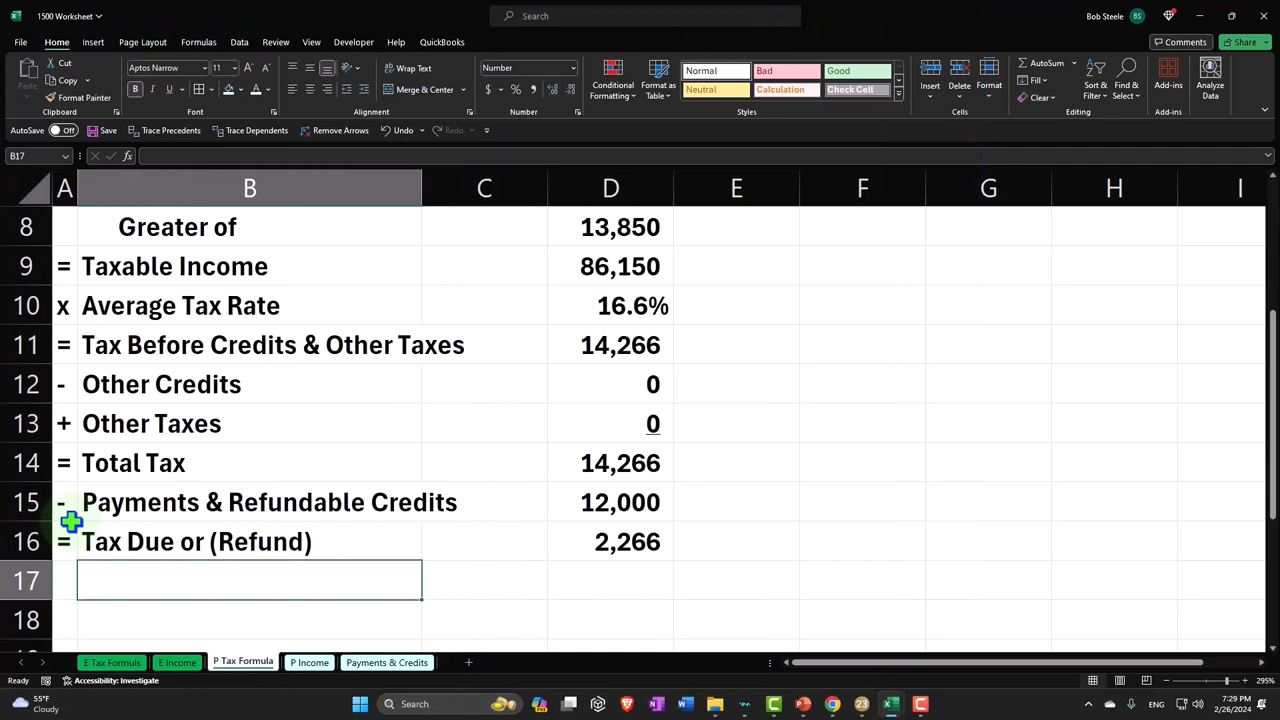 1500 Worksheet
Search
Bob Steele
BS
File Home Insert Page Layout Formulas Data Review View Developer Help QuickBooks
Comments
Share
Paste
Cut
Copy
Format Painter
Clipboard
Aptos Narrow
11
B I U
Font
Wrap Text
Merge & Center
Alignment
Number
$ % ,
Number
Conditional Formatting
Format as Table
Normal Bad Good
Neutral Calculation Check Cell
Styles
Insert Delete Format
Cells
AutoSum
Fill
Clear
Sort & Filter
Find & Select
Editing
Add-ins
Add-ins
Analyze Data
AutoSave Off Save Trace Precedents Trace Dependents Remove Arrows Undo Redo
B17
fx
A B C D E F G H I
8 Greater of 13,850
9 = Taxable Income 86,150
10 x Average Tax Rate 16.6%
11 = Tax Before Credits & Other Taxes 14,266
12 - Other Credits 0
13 + Other Taxes 0
14 = Total Tax 14,266
15 - Payments & Refundable Credits 12,000
16 = Tax Due or (Refund) 2,266
17
18
E Tax Formuls E Income P Tax Formula P Income Payments & Credits
Ready Accessibility: Investigate
295%
55°F
Cloudy
Search
23
ENG
7:29 PM
2/26/2024